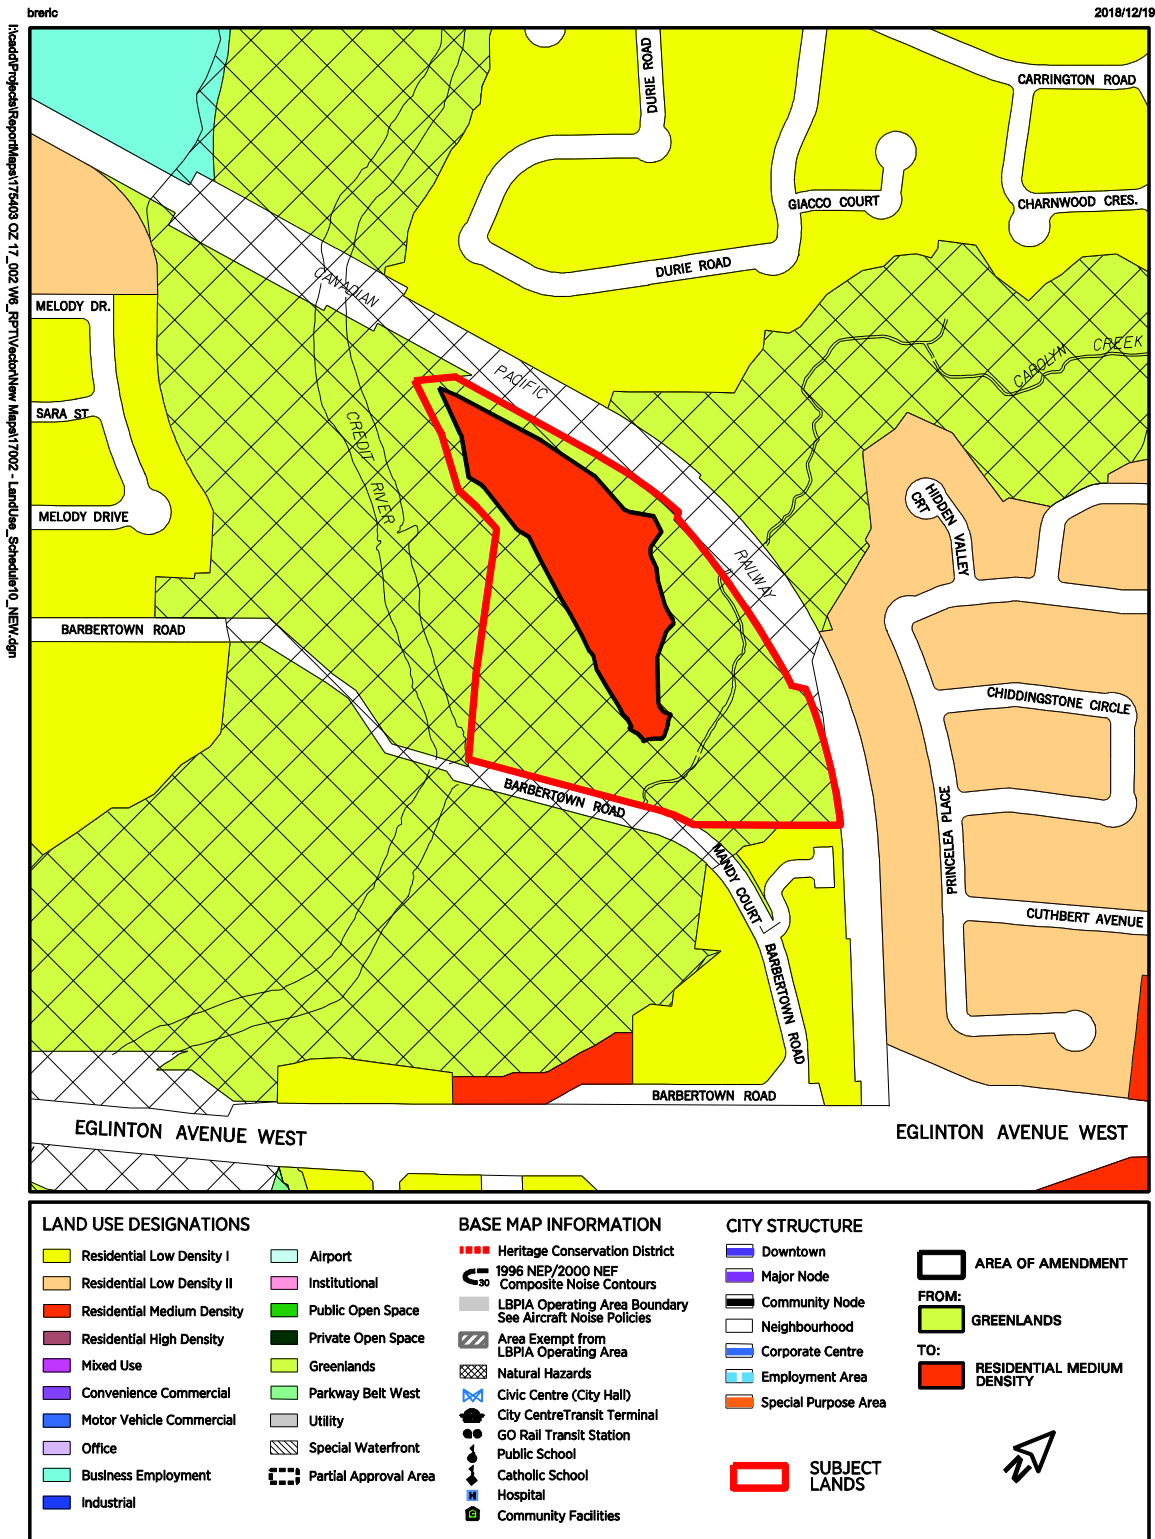 breric
2018/12/19
I:\cadd\Projects\ReportMaps\175403 OZ 17_002 W6_RPT\Vector\New Maps\17002 - LandUse_Schedule10_NEW.dgn
DURIE ROAD
CARRINGTON ROAD
GIACCO COURT
CHARNWOOD CRES.
DURIE ROAD
CANADIAN
PACIFIC
RAILWAY
MELODY DR.
SARA ST
MELODY DRIVE
CREDIT RIVER
CAROLYN CREEK
HIDDEN VALLEY
CRT
BARBERTOWN ROAD
CHIDDINGSTONE CIRCLE
BARBERTOWN ROAD
PRINCELEA PLACE
MANDY COURT
CUTHBERT AVENUE
BARBERTOWN ROAD
BARBERTOWN ROAD
EGLINTON AVENUE WEST
EGLINTON AVENUE WEST
LAND USE DESIGNATIONS
Residential Low Density I
Residential Low Density II
Residential Medium Density
Residential High Density
Mixed Use
Convenience Commercial
Motor Vehicle Commercial
Office
Business Employment
Industrial
Airport
Institutional
Public Open Space
Private Open Space
Greenlands
Parkway Belt West
Utility
Special Waterfront
Partial Approval Area
BASE MAP INFORMATION
Heritage Conservation District
30
1996 NEP/2000 NEF
Composite Noise Contours
LBPIA Operating Area Boundary
See Aircraft Noise Policies
Area Exempt from
LBPIA Operating Area
Natural Hazards
Civic Centre (City Hall)
City CentreTransit Terminal
GO Rail Transit Station
Public School
Catholic School
H
Hospital
Community Facilities
CITY STRUCTURE
Downtown
Major Node
Community Node
Neighbourhood
Corporate Centre
Employment Area
Special Purpose Area
SUBJECT
LANDS
AREA OF AMENDMENT
FROM:
GREENLANDS
TO:
RESIDENTIAL MEDIUM
DENSITY